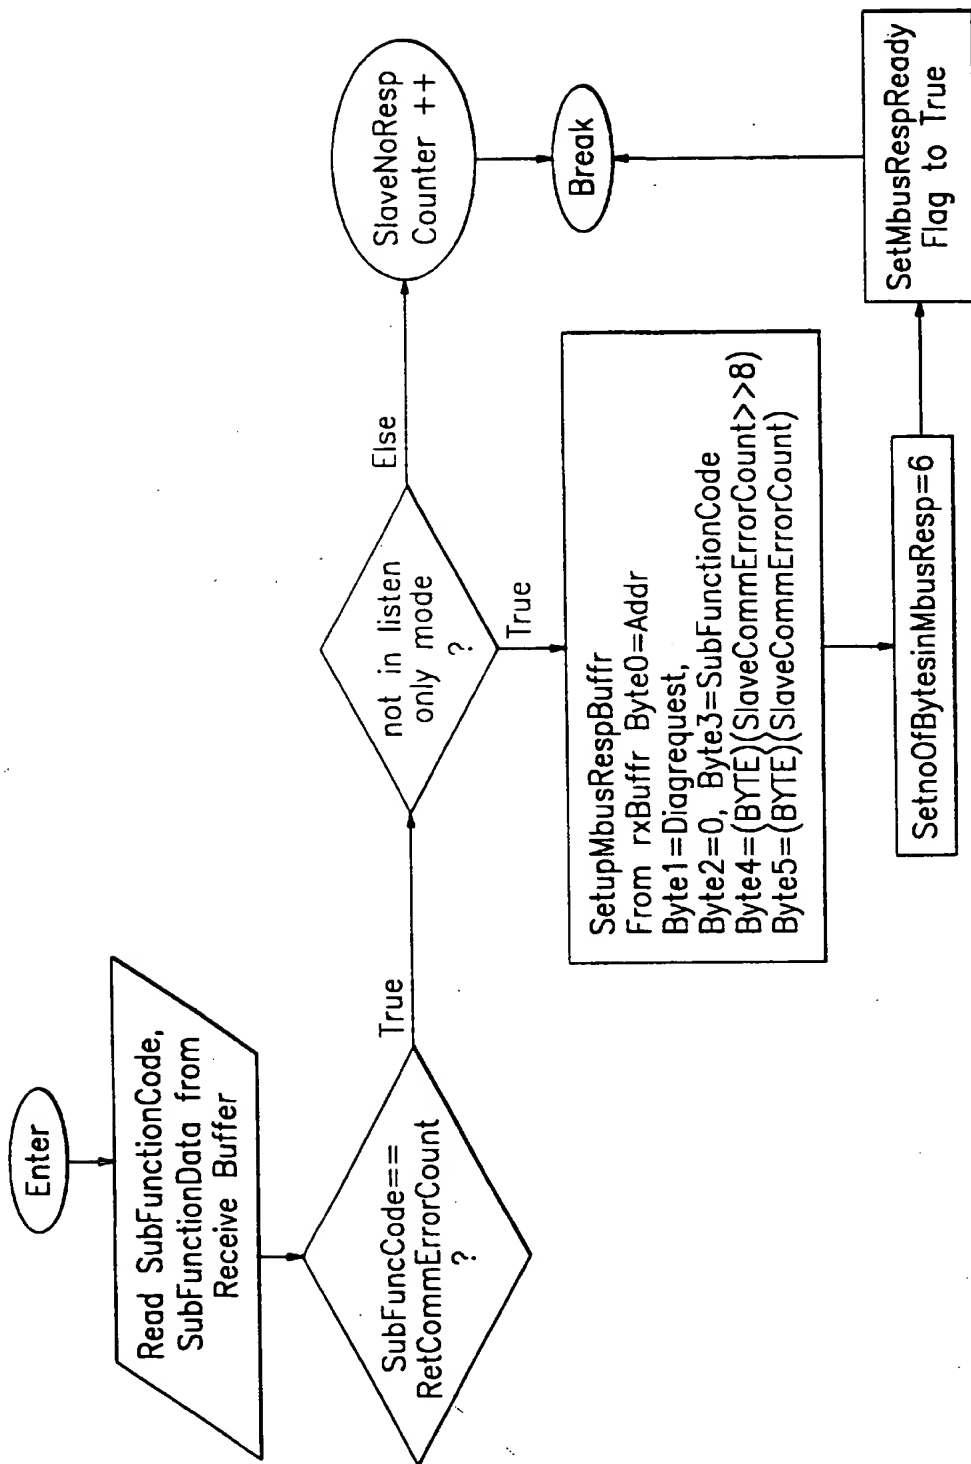 Enter
Read SubFunctionCode,
SubFunctionData from
Receive Buffer
SubFuncCode==
RetCommErrorCount
?
True
not in listen
only mode
?
Else
SlaveNoResp
Counter ++
True
SetupMbusRespBuffr
From rxBuffr Byte0=Addr
Byte1=Diagrequest,
Byte2=0, Byte3=SubFunctionCode
Byte4=(BYTE)(SlaveCommErrorCount>>8)
Byte5=(BYTE)(SlaveCommErrorCount)
SetnoOfBytesinMbusResp=6
SetMbusRespReady
Flag to True
Break